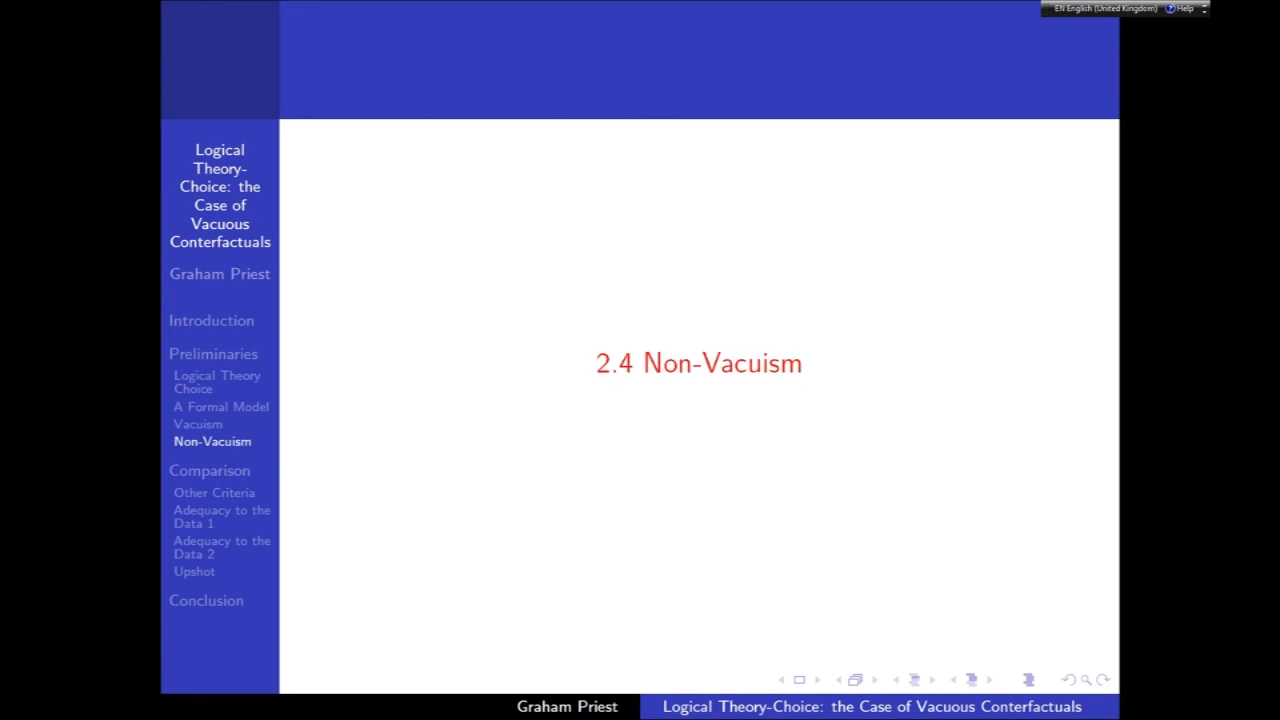 EN English (United Kingdom) Help
Logical
Theory-
Choice: the
Case of
Vacuous
Conterfactuals
Graham Priest
Introduction
Preliminaries
Logical Theory
Choice
A Formal Model
Vacuism
Non-Vacuism
Comparison
Other Criteria
Adequacy to the
Data 1
Adequacy to the
Data 2
Upshot
Conclusion
2.4 Non-Vacuism
Graham Priest
Logical Theory-Choice: the Case of Vacuous Conterfactuals